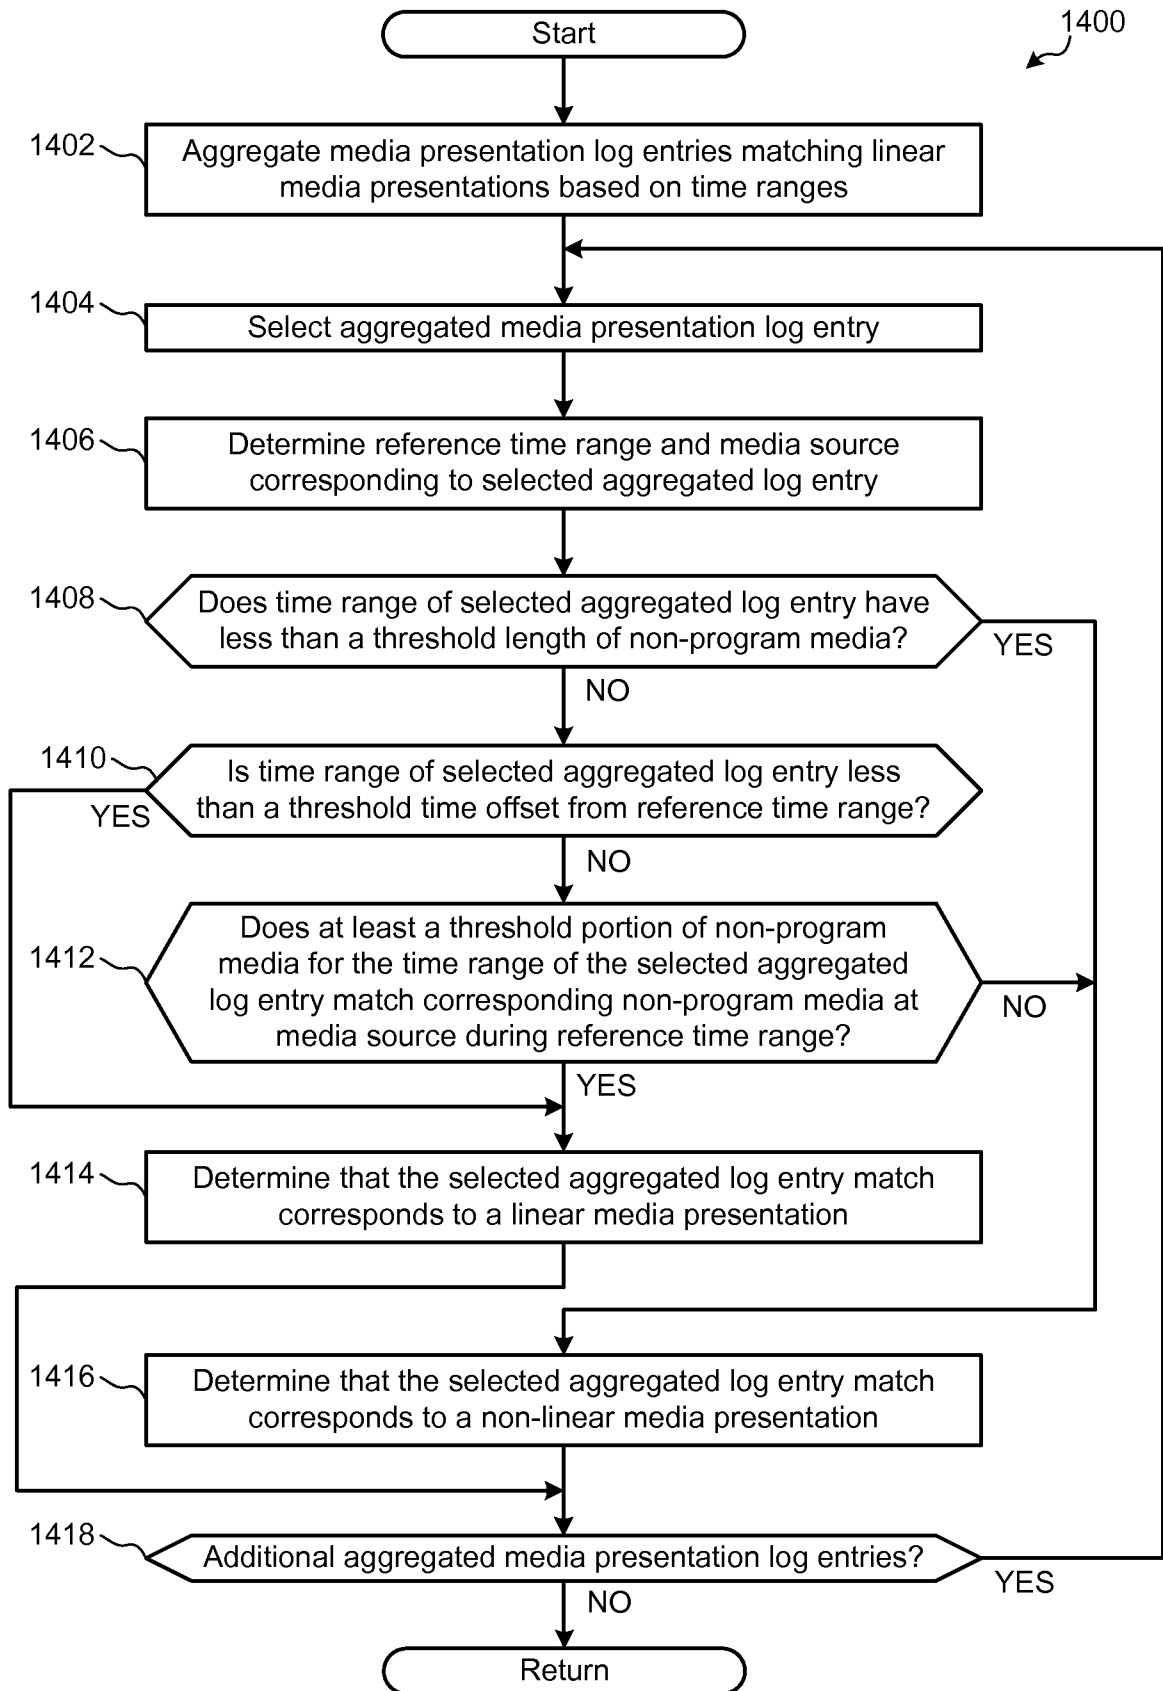 Start
1400
1402
Aggregate media presentation log entries matching linear
media presentations based on time ranges
1404
Select aggregated media presentation log entry
1406
Determine reference time range and media source
corresponding to selected aggregated log entry
1408
Does time range of selected aggregated log entry have
less than a threshold length of non-program media?
YES
NO
1410
Is time range of selected aggregated log entry less
than a threshold time offset from reference time range?
YES
NO
1412
Does at least a threshold portion of non-program
media for the time range of the selected aggregated
log entry match corresponding non-program media at
media source during reference time range?
NO
YES
1414
Determine that the selected aggregated log entry match
corresponds to a linear media presentation
1416
Determine that the selected aggregated log entry match
corresponds to a non-linear media presentation
1418
Additional aggregated media presentation log entries?
YES
NO
Return